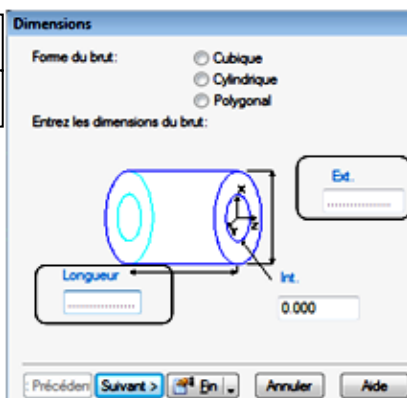 Dimensions
Forme du brut:
Cubique
Cylindrique
Polygonal
Entrez les dimensions du brut:
Ext.
................
X
Y
Z
Longueur
................
Int.
0.000
: Précéden Suivant > Fin Annuler Aide